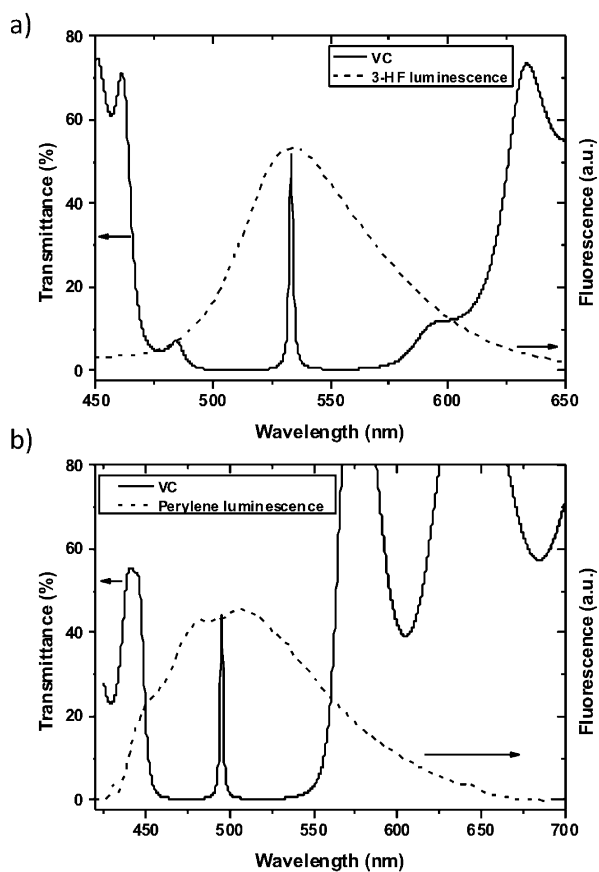 a)
80
60
40
20
0
Transmittance (%)
VC
3-HF luminescence
Fluorescence (a.u.)
450 500 550 600 650
Wavelength (nm)
b)
80
60
40
20
0
Transmittance (%)
VC
Perylene luminescence
Fluorescence (a.u.)
450 500 550 600 650 700
Wavelength (nm)